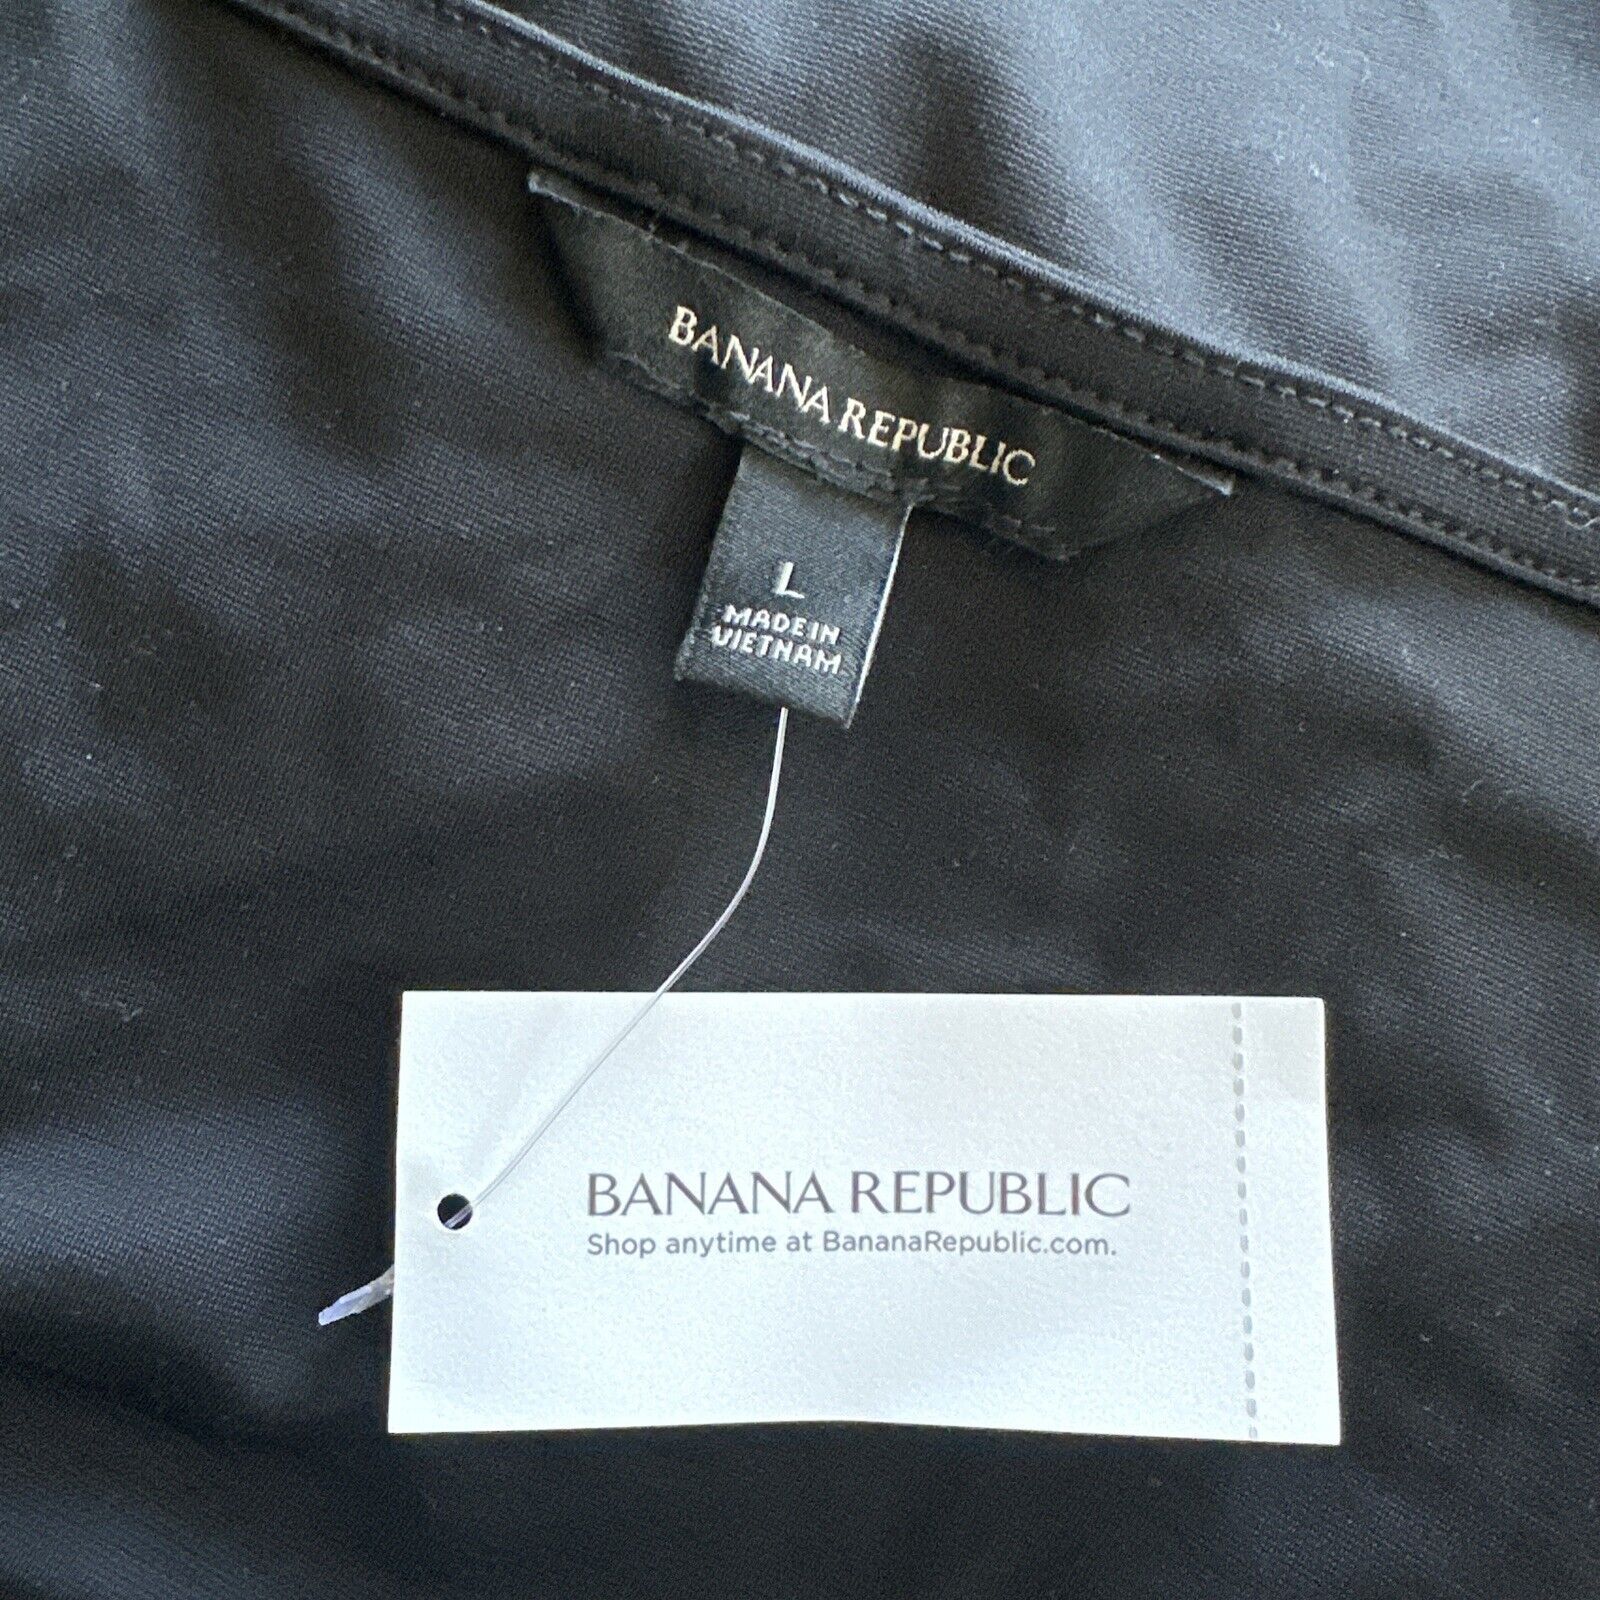 BANANA REPUBLIC
L
MADE IN
VIETNAM
BANANA REPUBLIC
Shop anytime at BananaRepublic.com.